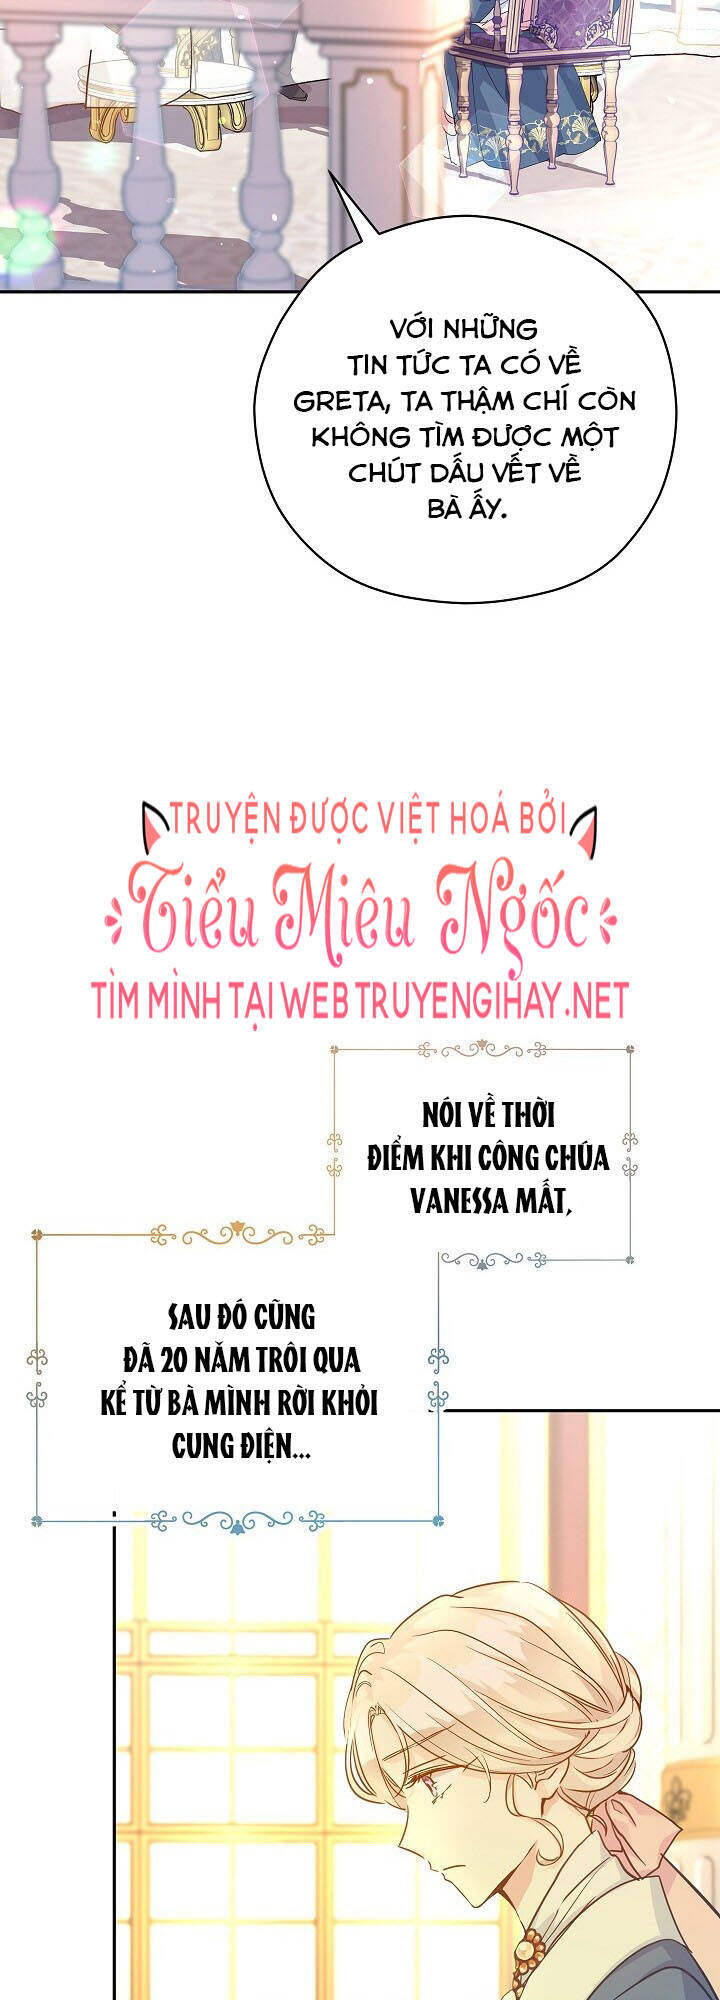 VỚI NHỮNG
TIN TỨC TA CÓ VỀ
GRETA, TA THẬM CHÍ CÒN
KHÔNG TÌM ĐƯỢC MỘT
CHÚT DẤU VẾT VỀ
BÀ ẤY.
TRUYỆN ĐƯỢC VIỆT HOÁ BỞI
Tiểu Miêu Ngốc
TÌM MÌNH TẠI WEB TRUYENGIHAY.NET
NÓI VỀ THỜI
ĐIỂM KHI CÔNG CHÚA
VANESSA MẤT,
SAU ĐÓ CŨNG
ĐÃ 20 NĂM TRÔI QUA
KỂ TỪ BÀ MÌNH RỜI KHỎI
CUNG ĐIỆN...